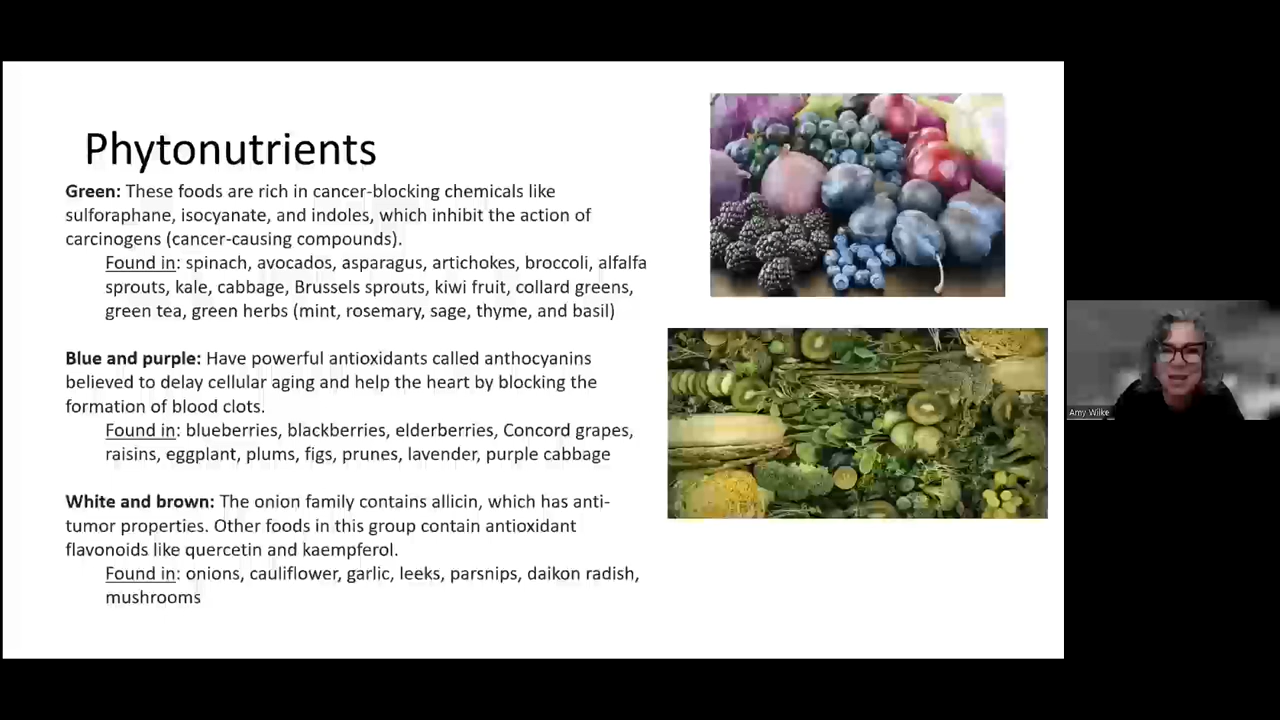 Phytonutrients
Green: These foods are rich in cancer-blocking chemicals like
sulforaphane, isocyanate, and indoles, which inhibit the action of
carcinogens (cancer-causing compounds).
Found in: spinach, avocados, asparagus, artichokes, broccoli, alfalfa
sprouts, kale, cabbage, Brussels sprouts, kiwi fruit, collard greens,
green tea, green herbs (mint, rosemary, sage, thyme, and basil)
Blue and purple: Have powerful antioxidants called anthocyanins
believed to delay cellular aging and help the heart by blocking the
formation of blood clots.
Found in: blueberries, blackberries, elderberries, Concord grapes,
raisins, eggplant, plums, figs, prunes, lavender, purple cabbage
White and brown: The onion family contains allicin, which has anti-
tumor properties. Other foods in this group contain antioxidant
flavonoids like quercetin and kaempferol.
Found in: onions, cauliflower, garlic, leeks, parsnips, daikon radish,
mushrooms
Amy Wilke